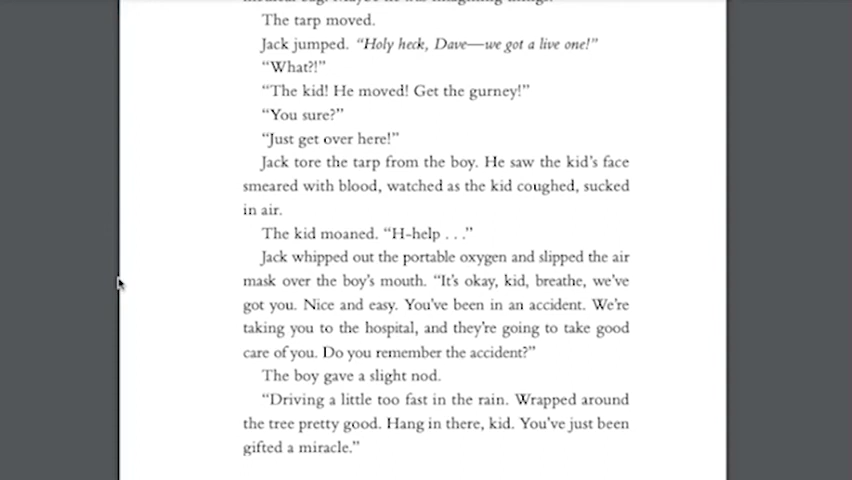 The tarp moved.
Jack jumped. “Holy heck, Dave—we got a live one!”
“What?!”
“The kid! He moved! Get the gurney!”
“You sure?”
“Just get over here!”
Jack tore the tarp from the boy. He saw the kid’s face
smeared with blood, watched as the kid coughed, sucked
in air.
The kid moaned. “H-help . . .”
Jack whipped out the portable oxygen and slipped the air
mask over the boy’s mouth. “It’s okay, kid, breathe, we’ve
got you. Nice and easy. You’ve been in an accident. We’re
taking you to the hospital, and they’re going to take good
care of you. Do you remember the accident?”
The boy gave a slight nod.
“Driving a little too fast in the rain. Wrapped around
the tree pretty good. Hang in there, kid. You’ve just been
gifted a miracle.”